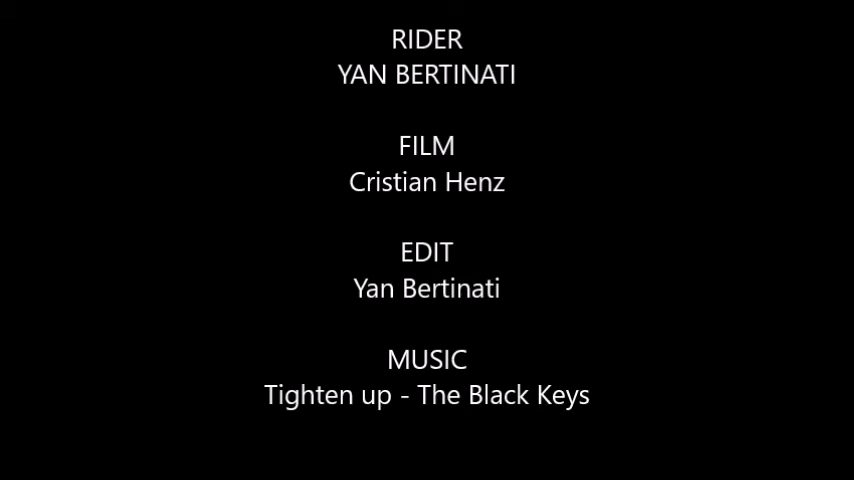 RIDER
YAN BERTINATI
FILM
Cristian Henz
EDIT
Yan Bertinati
MUSIC
Tighten up - The Black Keys